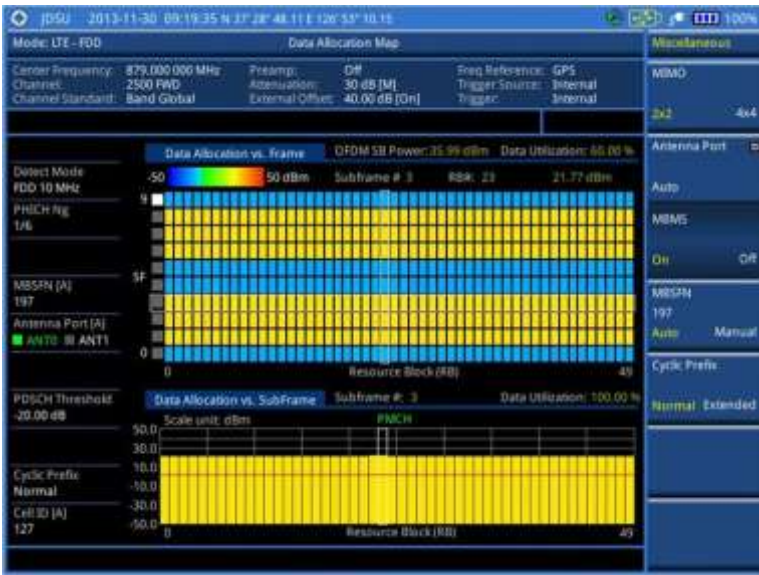 JDSU 2013-11-30 09:19:35 N 37° 28' 48.11 E 126° 53' 10.15 100%
Mode: LTE - FDD Data Allocation Map Miscellaneous
Center Frequency: 879.000 000 MHz Preamp: Off Freq Reference: GPS
Channel: 2500 FWD Attenuation: 30 dB [M] Trigger Source: Internal
Channel Standard: Band Global External Offset: 40.00 dB [On] Trigger: Internal
MIMO
2x2 4x4
Data Allocation vs. Frame OFDM SB Power: 35.99 dBm Data Utilization: 60.00 %
Antenna Port
Auto
Detect Mode
FDD 10 MHz
-50 50 dBm Subframe # 3 RB#: 23 21.77 dBm
9
PHICH Ng
1/6
MBMS
On Off
SF
MBSFN [A]
197
MBSFN
197
Auto Manual
Antenna Port [A]
ANT0 ANT1
0
0 Resource Block (RB) 49
Cyclic Prefix
Normal Extended
PDSCH Threshold
-20.00 dB
Data Allocation vs. SubFrame Subframe #: 3 Data Utilization: 100.00 %
Scale unit: dBm PMCH
50.0
30.0
10.0
-10.0
-30.0
-50.0
Cyclic Prefix
Normal
Cell ID [A]
127
0 Resource Block (RB) 49